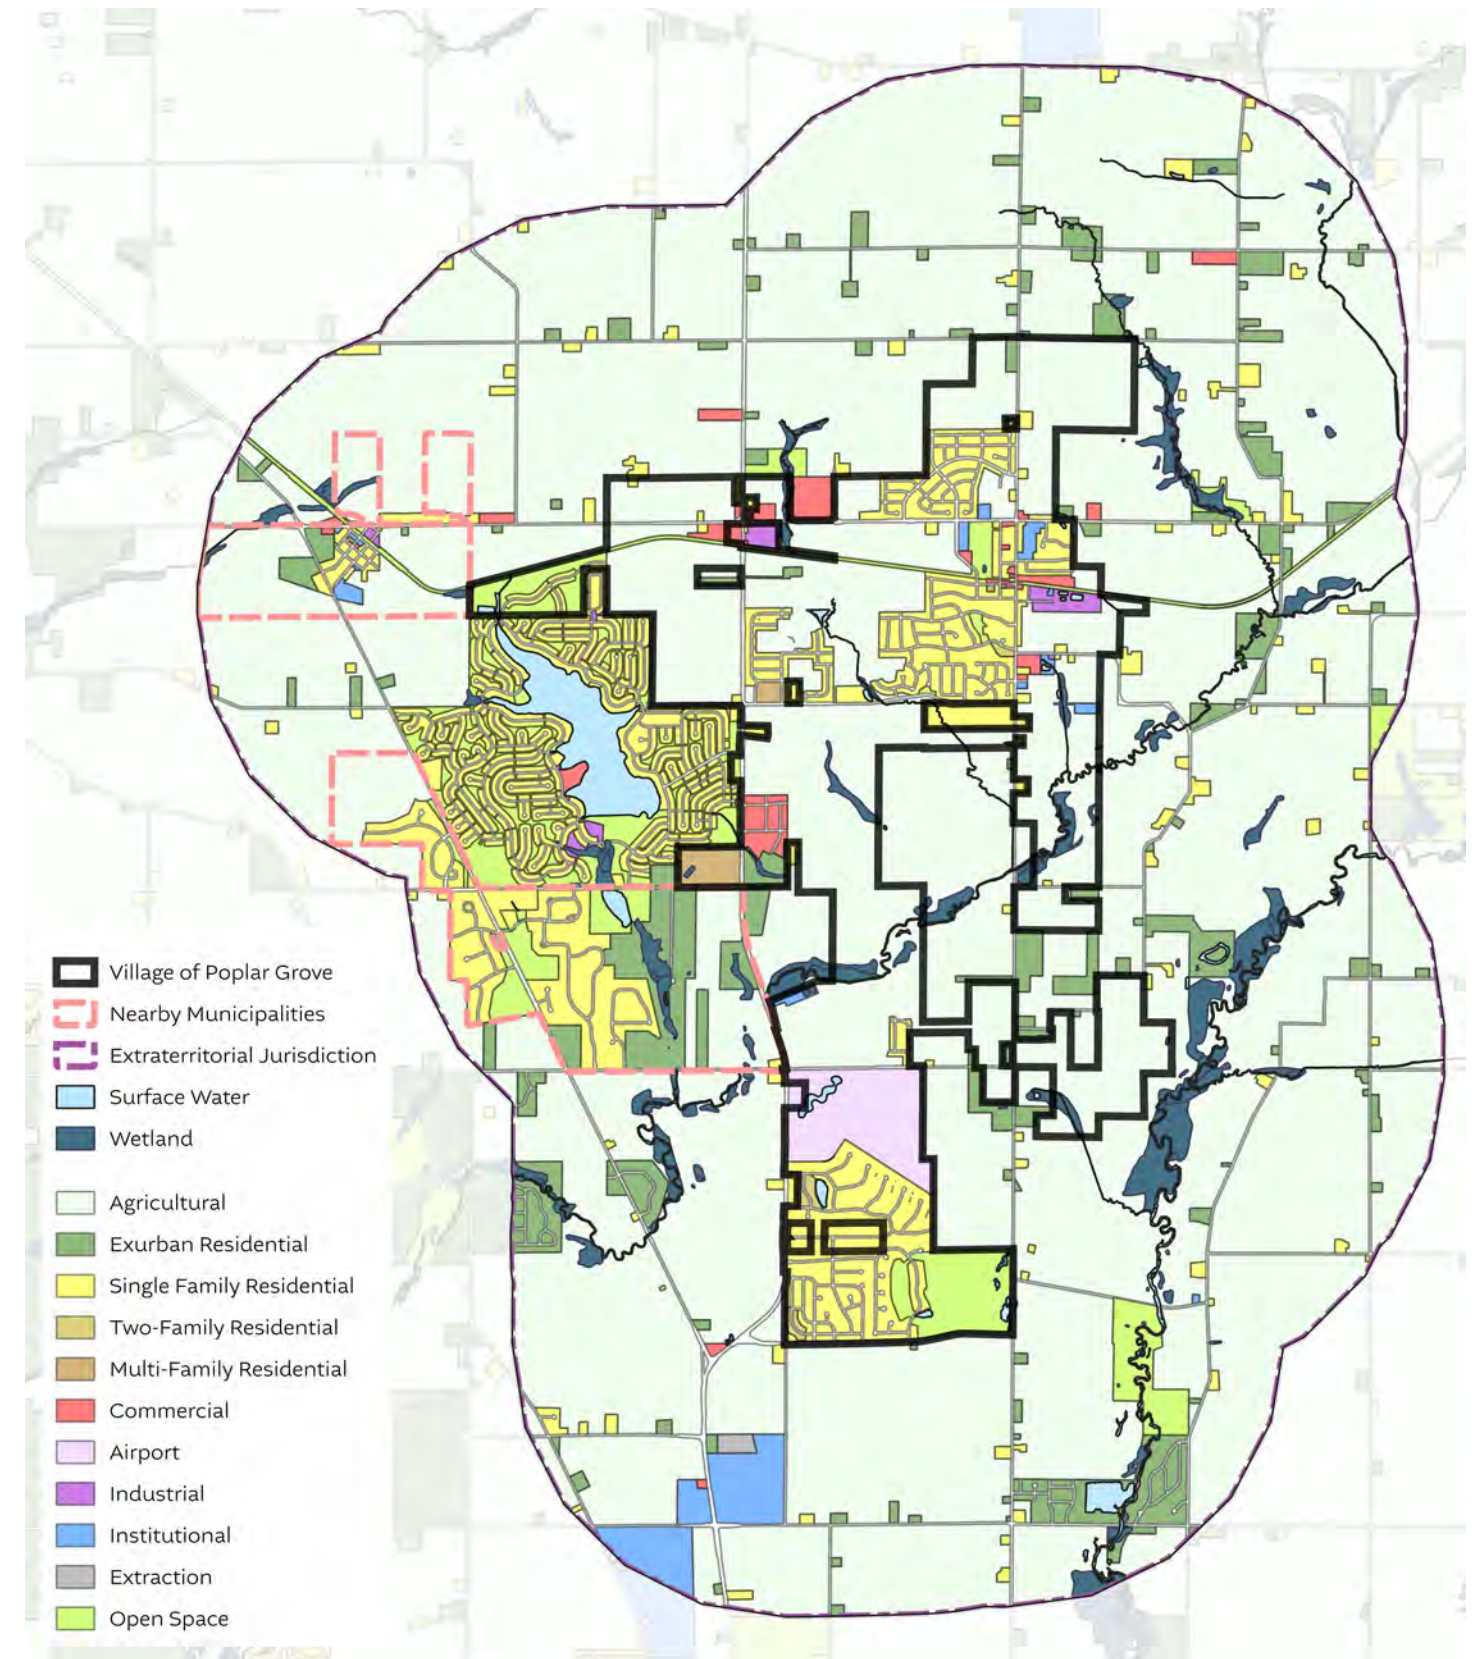 Village of Poplar Grove
Nearby Municipalities
Extraterritorial Jurisdiction
Surface Water
Wetland
Agricultural
Exurban Residential
Single Family Residential
Two-Family Residential
Multi-Family Residential
Commercial
Airport
Industrial
Institutional
Extraction
Open Space